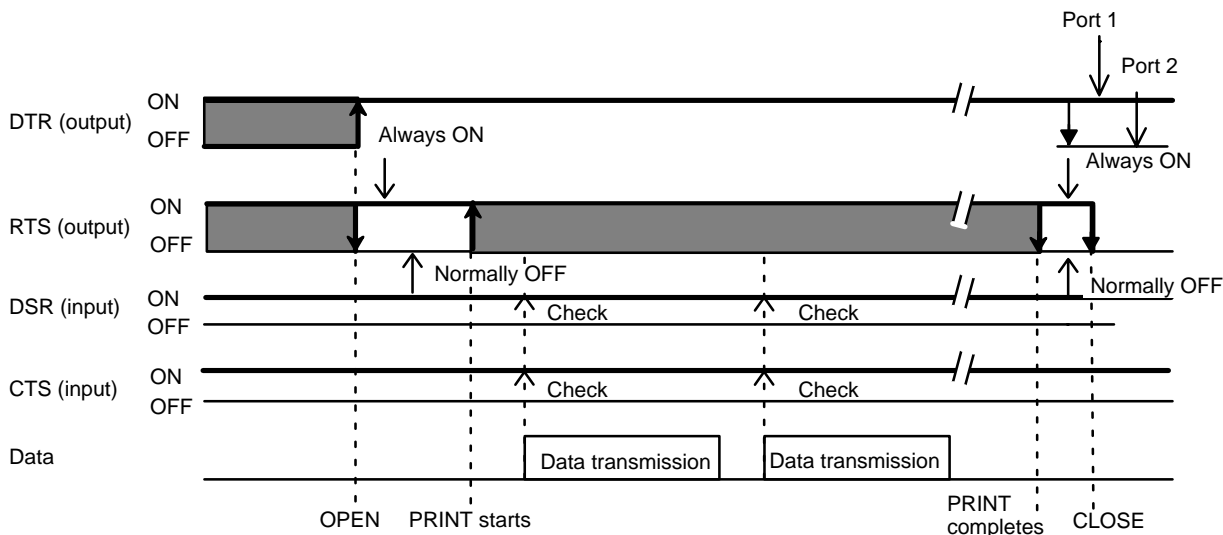 Port 1
Port 2
ON
DTR (output)
OFF
Always ON
Always ON
ON
RTS (output)
OFF
Normally OFF
Normally OFF
ON
DSR (input)
Check
Check
OFF
ON
CTS (input)
Check
Check
OFF
Data
Data transmission
Data transmission
OPEN
PRINT starts
PRINT
completes
CLOSE